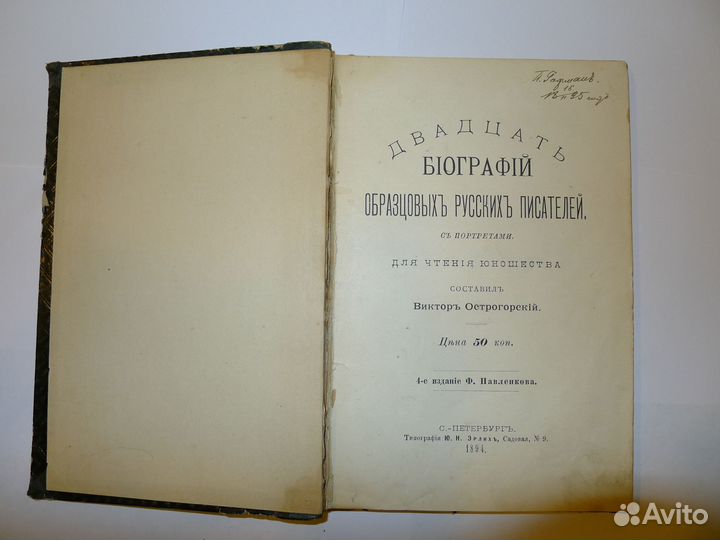 П. Гофманъ.
ДВАДЦАТЬ
БІОГРАФІЙ
ОБРАЗЦОВЫХЪ РУССКИХЪ ПИСАТЕЛЕЙ.
СЪ ПОРТРЕТАМИ.
ДЛЯ ЧТЕНІЯ ЮНОШЕСТВА
СОСТАВИЛЪ
Викторъ Острогорскій.
Цѣна 50 коп.
4-е изданіе Ф. Павленкова.
С.-ПЕТЕРБУРГЪ.
Типографія Ю. Н. Эрлихъ, Садовая, № 9.
1894.
Avito